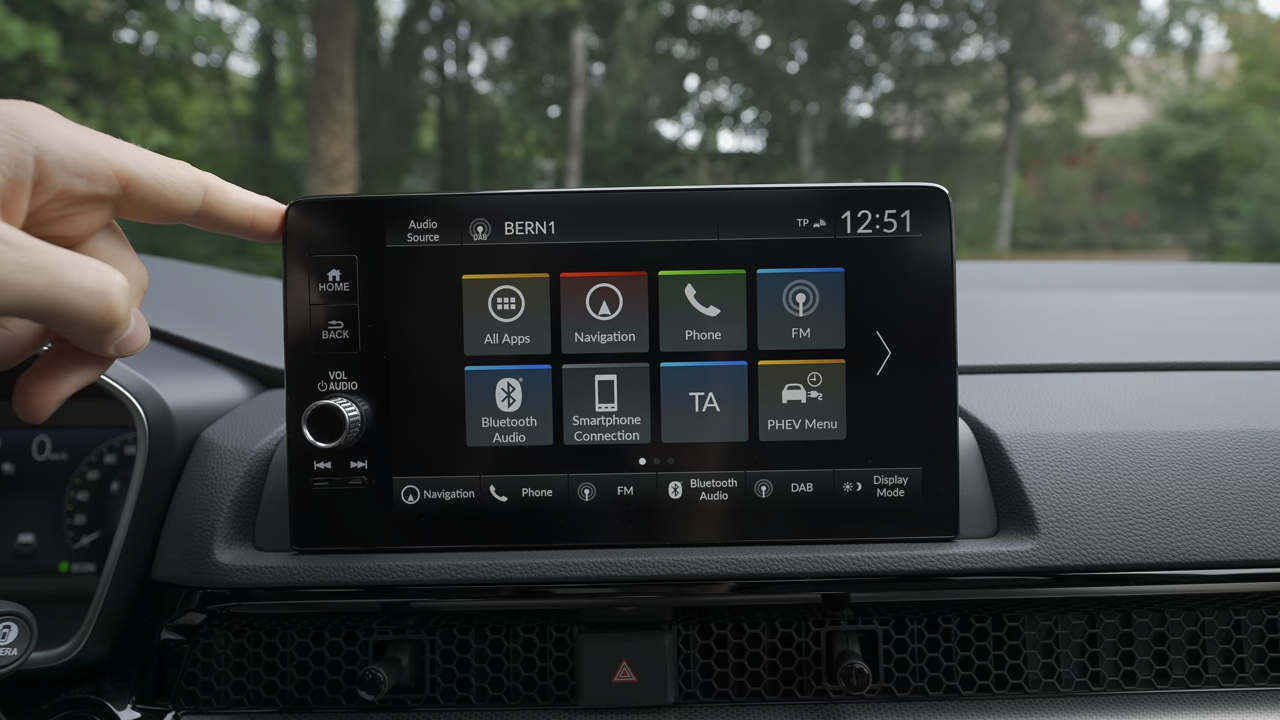 Audio
Source
DAB
BERN1
TP
12:51
HOME
BACK
VOL
AUDIO
All Apps
Navigation
Phone
FM
Bluetooth
Audio
Smartphone
Connection
TA
PHEV Menu
Navigation
Phone
FM
Bluetooth
Audio
DAB
Display
Mode
0